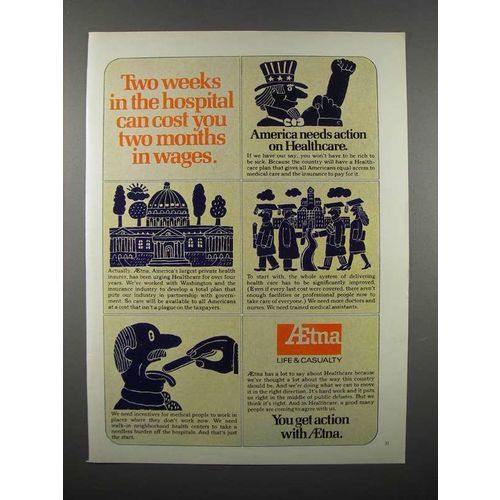 Two weeks
in the hospital
can cost you
two months
in wages.
America needs action
on Healthcare.
If we have our say, you won't have to be rich to
be sick. Because the country will have a Health-
care plan that gives all Americans equal access to
medical care and the insurance to pay for it.
Actually, Ætna, America's largest private health
insurer, has been urging Healthcare for over four
years. We've worked with Washington and the
insurance industry to develop a total plan that
puts our industry in partnership with govern-
ment. So care will be available to all Americans
at a cost that isn't a plague on the taxpayers.
To start with, the whole system of delivering
health care has to be significantly improved.
(Even if every last cost were covered, there aren't
enough facilities or professional people now to
take care of everyone.) We need more doctors and
nurses. We need trained medical assistants.
We need incentives for medical people to work in
places where they don't work now. We need
walk-in neighborhood health centers to take a
needless burden off the hospitals. And that's just
the start.
Ætna
LIFE & CASUALTY
Ætna has a lot to say about Healthcare because
we've thought a lot about the way this country
should be. And we're doing what we can to move
it in the right direction. It's hard work and it puts
us right in the middle of public debates. But we
think it's right. And in Healthcare, a good many
people are coming to agree with us.
You get action
with Ætna.